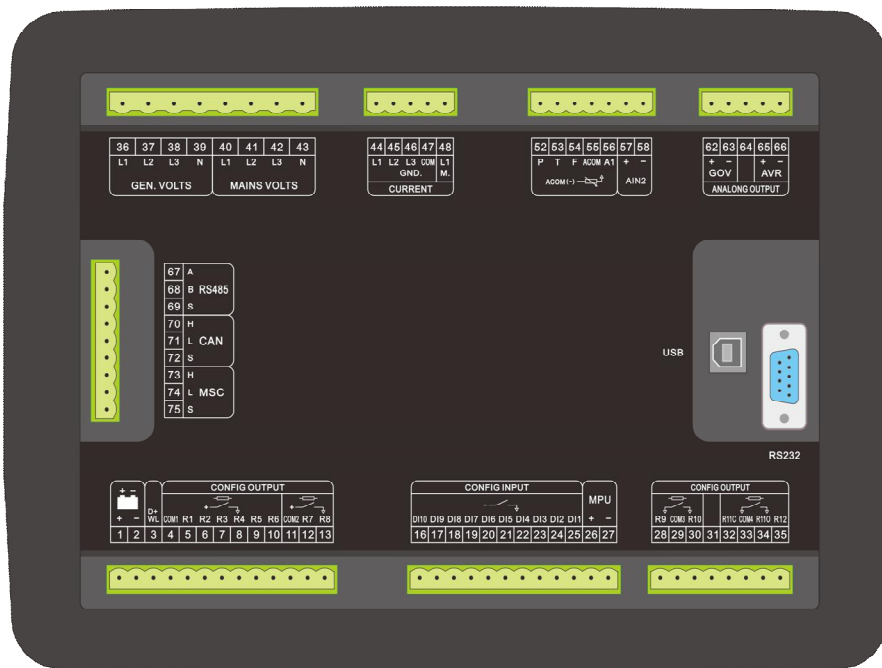 36 37 38 39 40 41 42 43
L1 L2 L3 N L1 L2 L3 N
GEN. VOLTS MAINS VOLTS
44 45 46 47 48
L1 L2 L3 COM L1
GND. M.
CURRENT
52 53 54 55 56 57 58
P T F ACOM A1 + −
ACOM(-) AIN2
62 63 64 65 66
+ − + −
GOV AVR
ANALONG OUTPUT
67 A
68 B RS485
69 S
70 H
71 L CAN
72 S
73 H
74 L MSC
75 S
USB
RS232
+ −
CONFIG OUTPUT
D+
+ − WL COM1 R1 R2 R3 R4 R5 R6 COM2 R7 R8
1 2 3 4 5 6 7 8 9 10 11 12 13
CONFIG INPUT
MPU
DI10 DI9 DI8 DI7 DI6 DI5 DI4 DI3 DI2 DI1 + −
16 17 18 19 20 21 22 23 24 25 26 27
CONFIG OUTPUT
R9 COM3 R10 R11C COM4 R11O R12
28 29 30 31 32 33 34 35